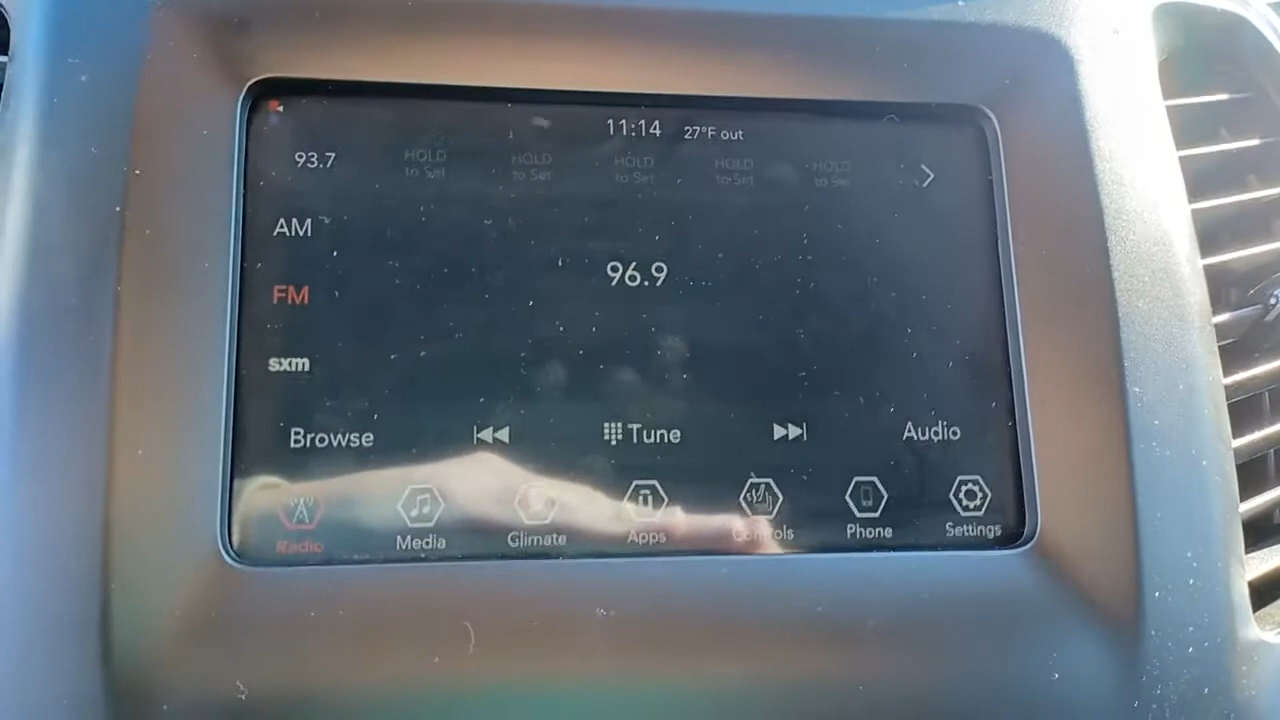 11:14 27°F out
93.7 HOLD to Set HOLD to Set HOLD to Set HOLD to Set HOLD to Set
AM
96.9
FM
sxm
Browse Tune Audio
Radio Media Climate Apps Controls Phone Settings